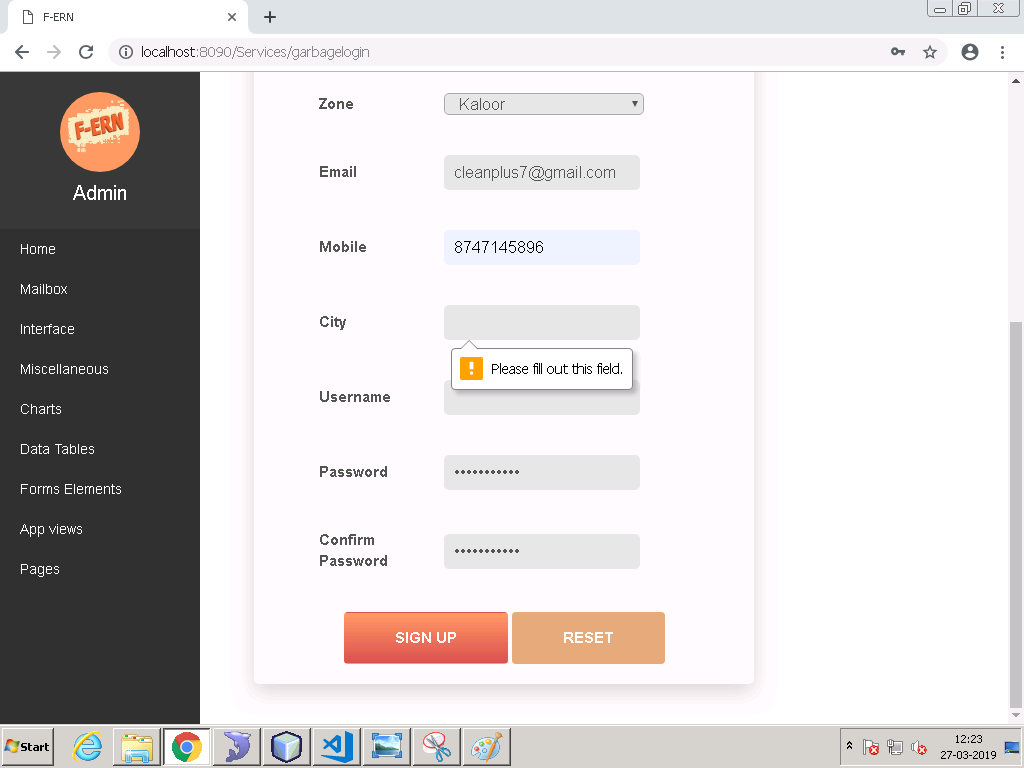 F-ERN
localhost:8090/Services/garbagelogin
F-ERN
Admin
Home
Mailbox
Interface
Miscellaneous
Charts
Data Tables
Forms Elements
App views
Pages
Zone
Kaloor
Email
cleanplus7@gmail.com
Mobile
8747145896
City
Please fill out this field.
Username
Password
•••••••••••
Confirm
Password
•••••••••••
SIGN UP
RESET
Start
12:23
27-03-2019